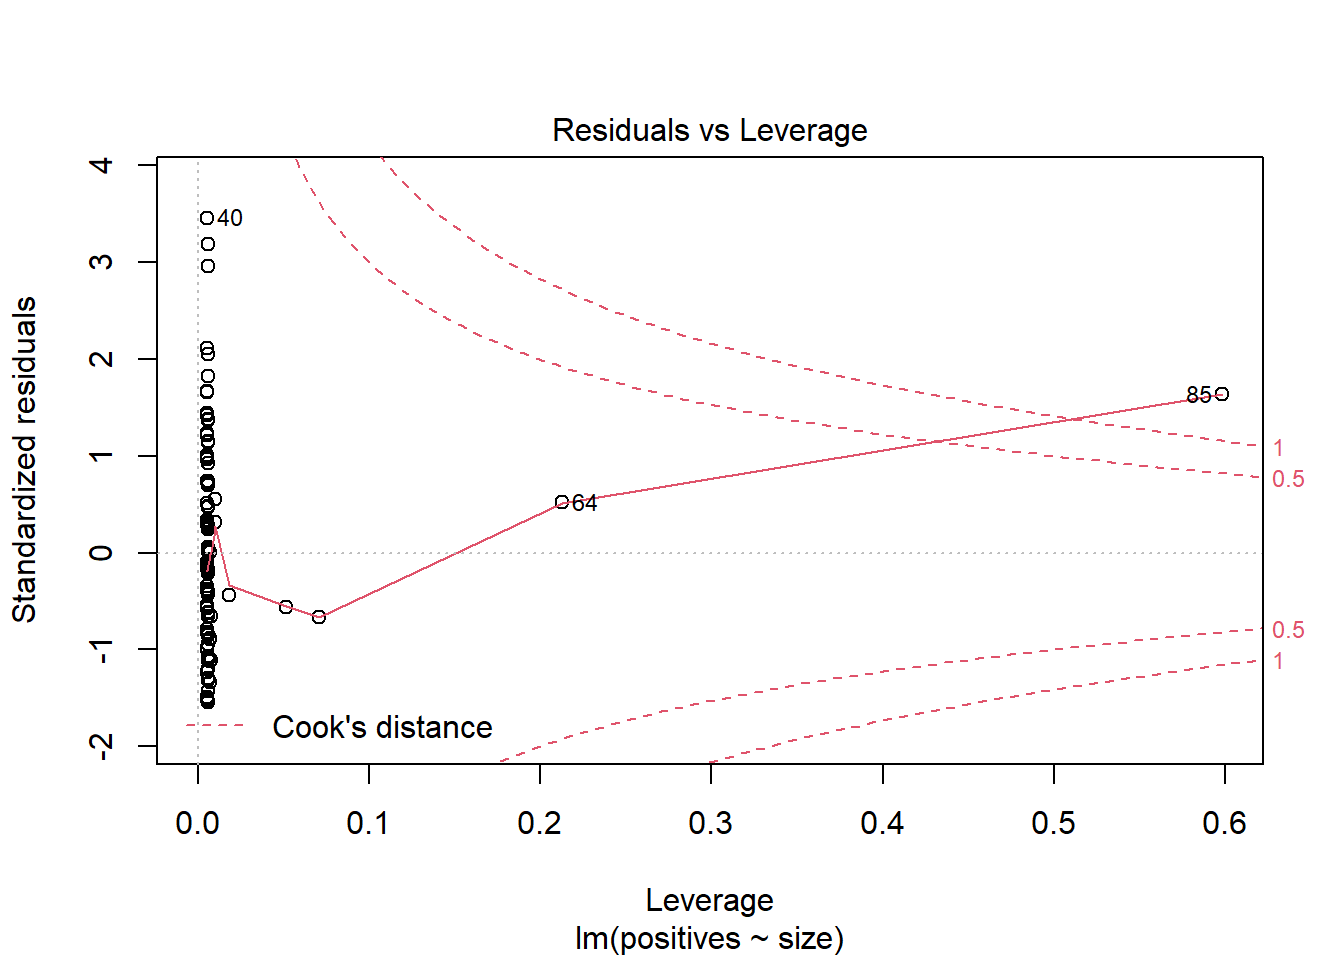 Residuals vs Leverage
Standardized residuals
4
3
2
1
0
-1
-2
40
85
64
1
0.5
0.5
1
Cook's distance
0.0 0.1 0.2 0.3 0.4 0.5 0.6
Leverage
lm(positives ~ size)